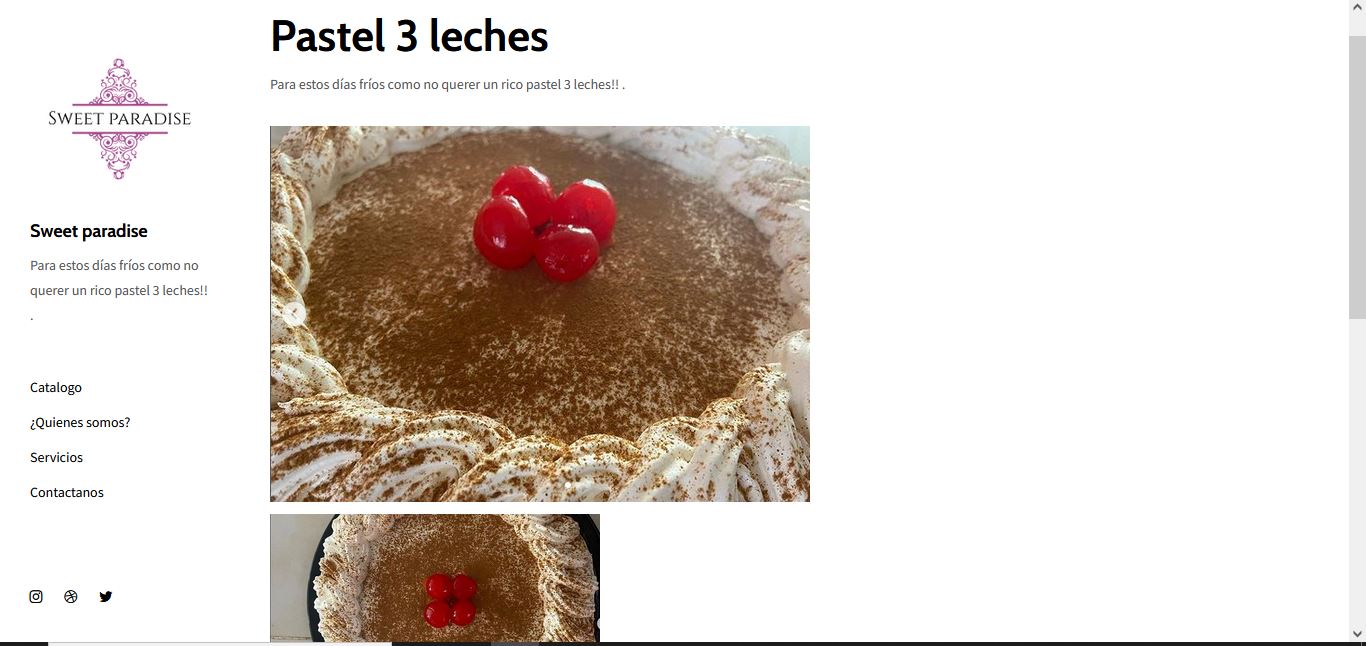 Pastel 3 leches
Para estos días fríos como no querer un rico pastel 3 leches!! .
SWEET PARADISE
Sweet paradise
Para estos días fríos como no
querer un rico pastel 3 leches!!
.
Catalogo
¿Quienes somos?
Servicios
Contactanos